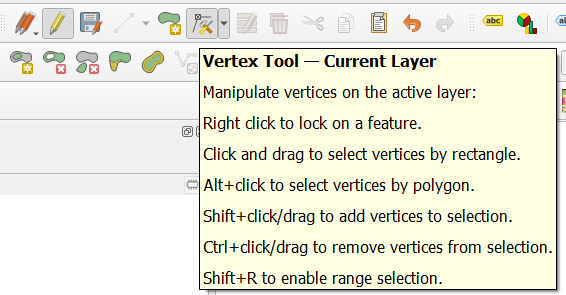 abc
Vertex Tool — Current Layer
Manipulate vertices on the active layer:
Right click to lock on a feature.
Click and drag to select vertices by rectangle.
Alt+click to select vertices by polygon.
Shift+click/drag to add vertices to selection.
Ctrl+click/drag to remove vertices from selection.
Shift+R to enable range selection.